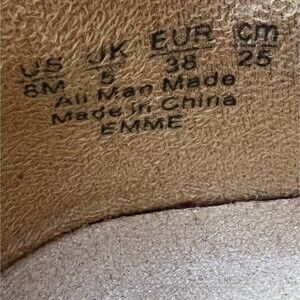 US UK EUR cm
8M 5 38 25
All Man Made
Made in China
EMME